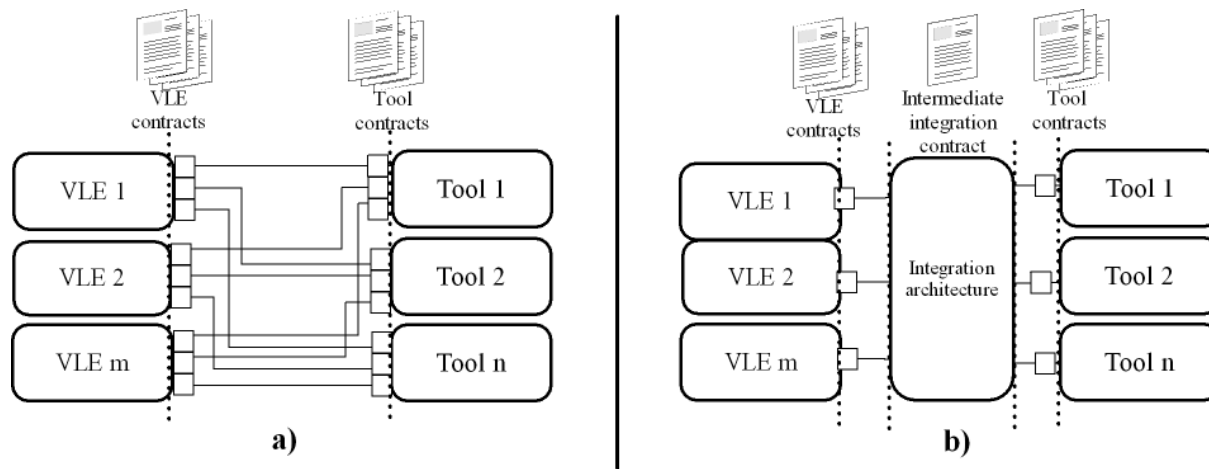 VLE
contracts
Tool
contracts
VLE 1
Tool 1
VLE 2
Tool 2
VLE m
Tool n
a)
VLE
contracts
Intermediate
integration
contract
Tool
contracts
VLE 1
Tool 1
VLE 2
Integration
architecture
Tool 2
VLE m
Tool n
b)